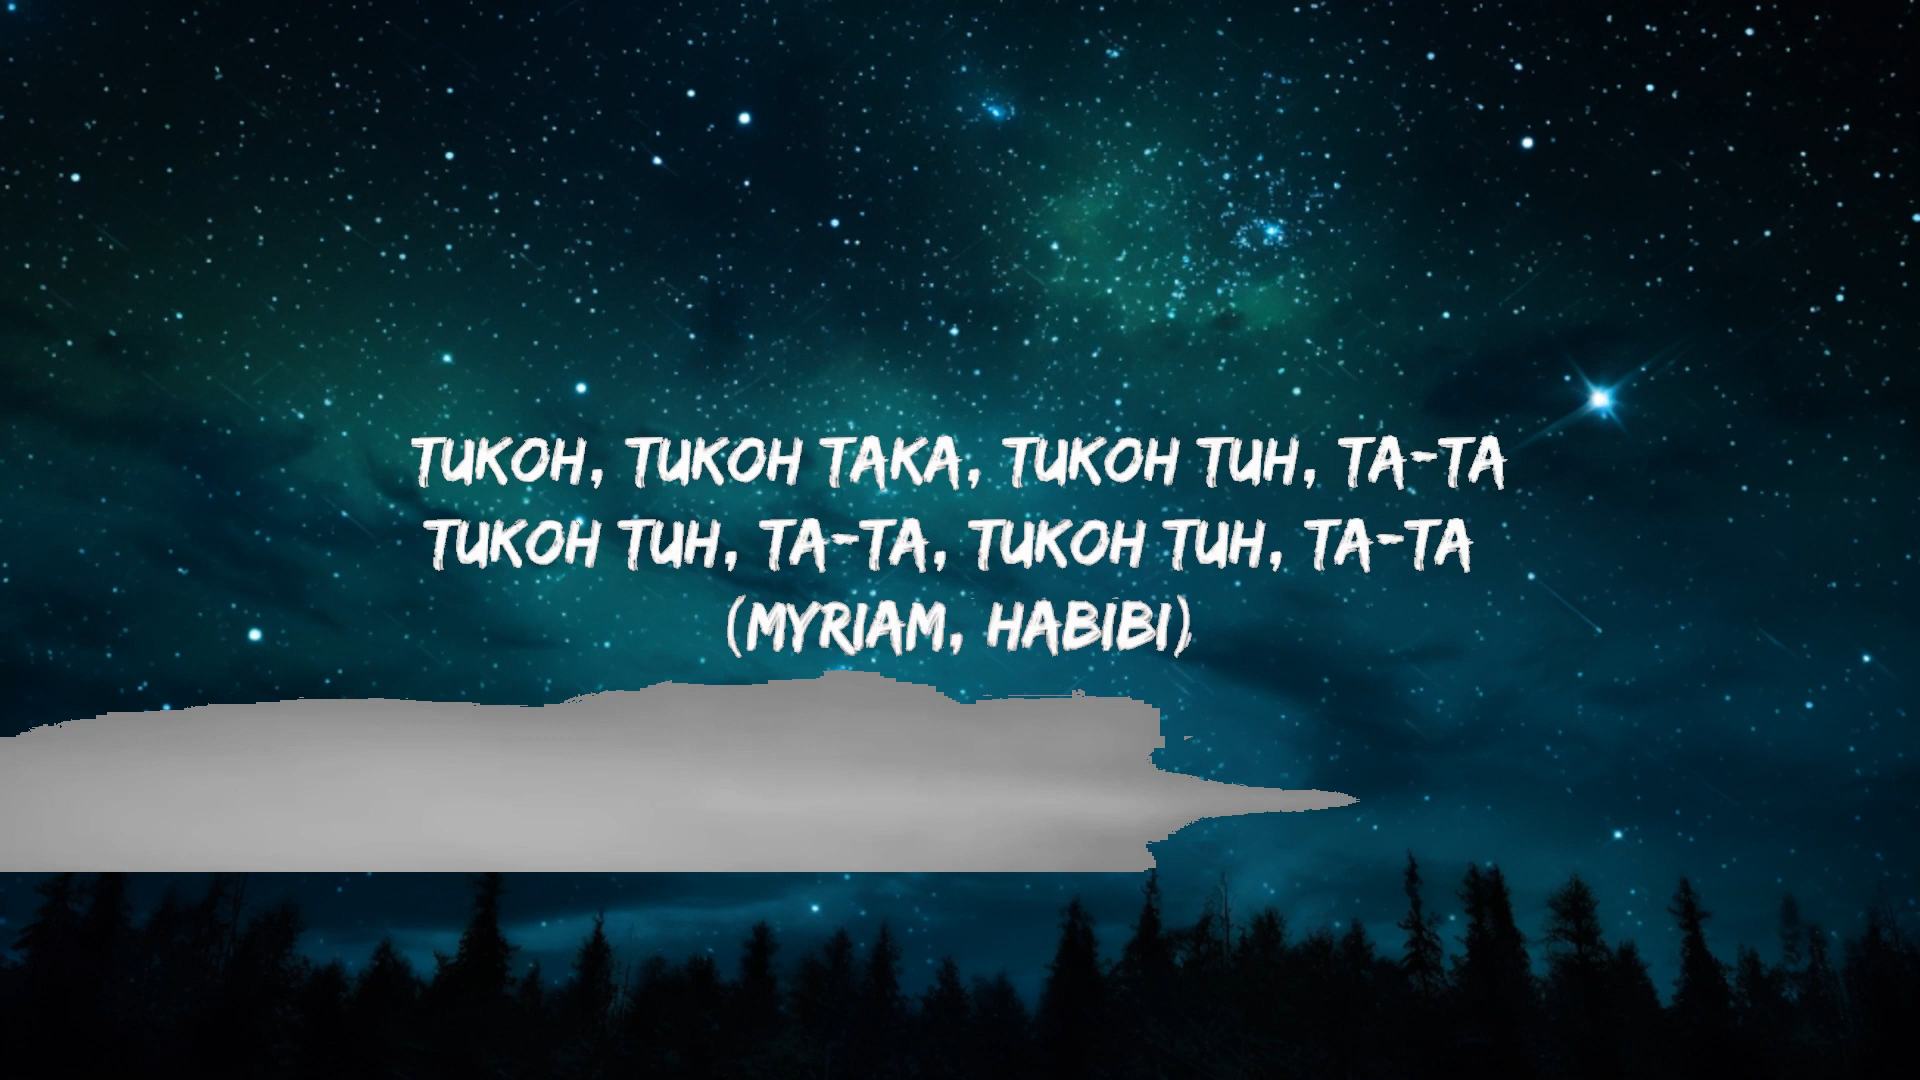 TUKOH, TUKOH TAKA, TUKOH TUH, TA-TA
TUKOH TUH, TA-TA, TUKOH TUH, TA-TA
(MYRIAM, HABIBI)